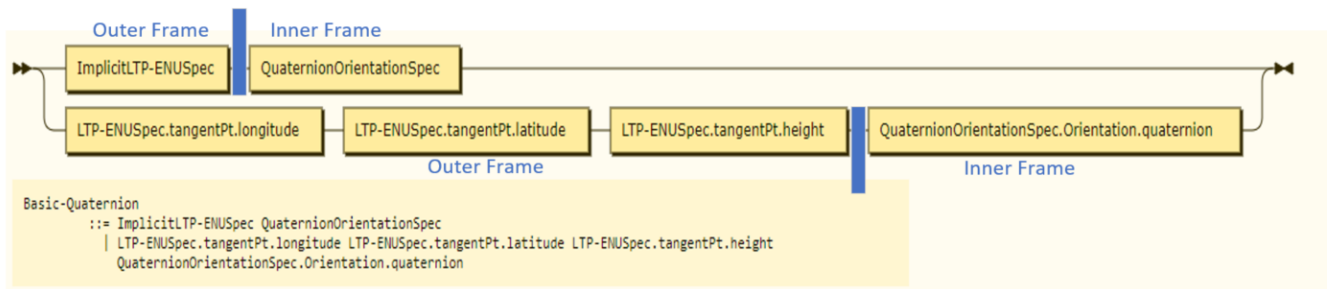 Outer Frame Inner Frame
ImplicitLTP-ENUSpec QuaternionOrientationSpec
LTP-ENUSpec.tangentPt.longitude LTP-ENUSpec.tangentPt.latitude LTP-ENUSpec.tangentPt.height QuaternionOrientationSpec.Orientation.quaternion
Outer Frame Inner Frame
Basic-Quaternion
::= ImplicitLTP-ENUSpec QuaternionOrientationSpec
| LTP-ENUSpec.tangentPt.longitude LTP-ENUSpec.tangentPt.latitude LTP-ENUSpec.tangentPt.height
QuaternionOrientationSpec.Orientation.quaternion